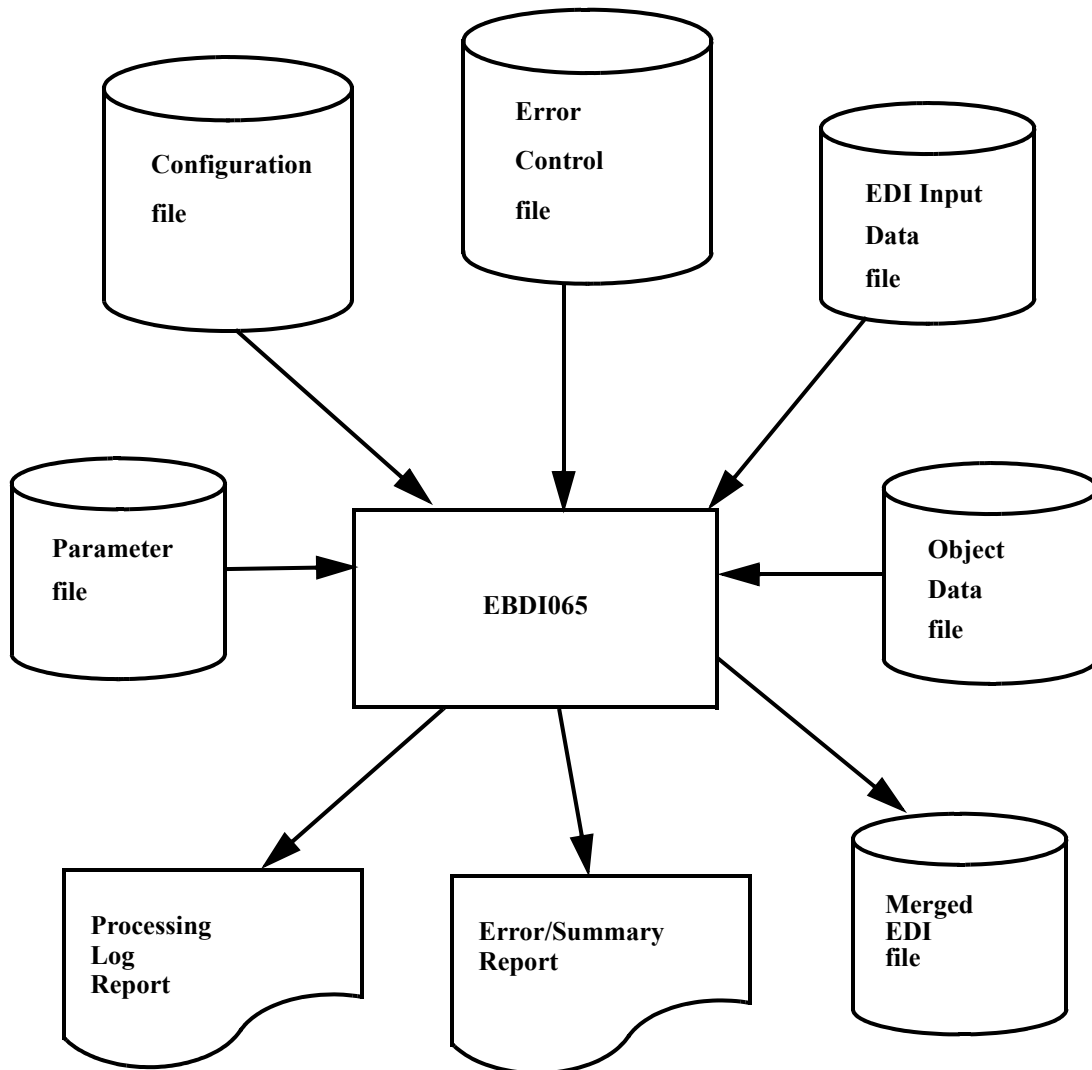 Configuration
file
Error
Control
file
EDI Input
Data
file
Parameter
file
EBDI065
Object
Data
file
Processing
Log
Report
Error/Summary
Report
Merged
EDI
file